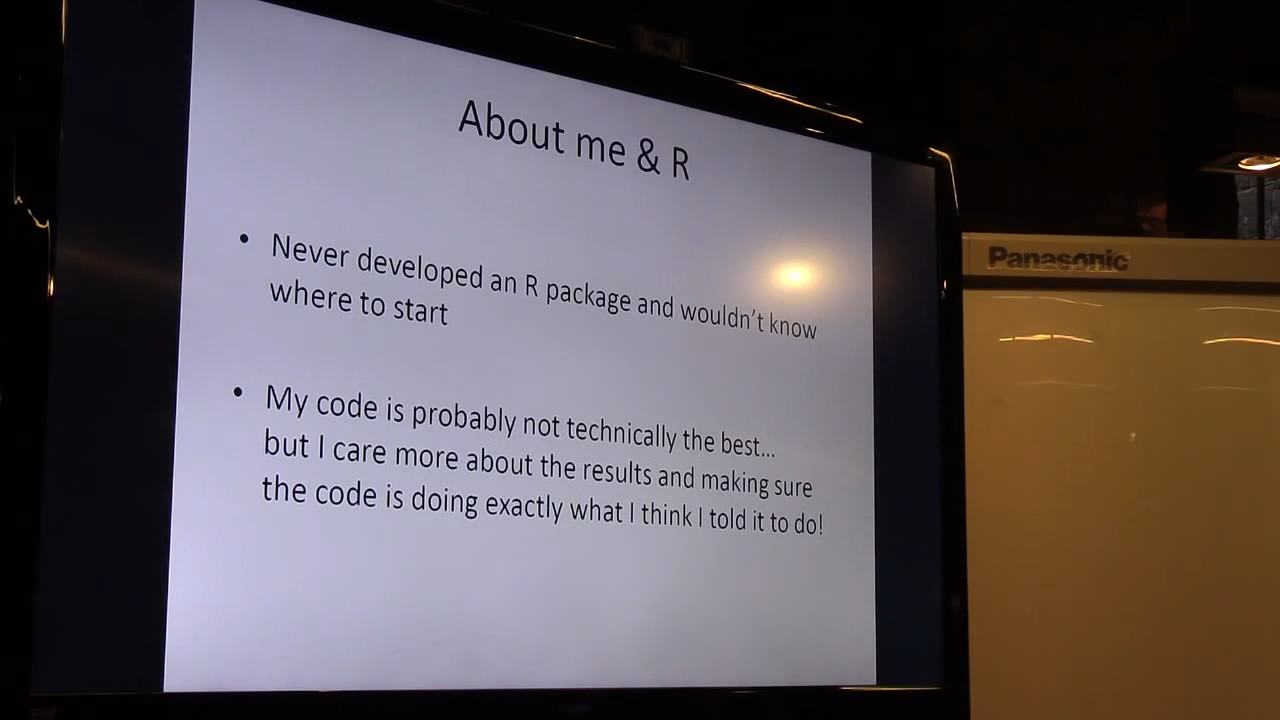 About me & R
• Never developed an R package and wouldn't know
where to start
• My code is probably not technically the best...
but I care more about the results and making sure
the code is doing exactly what I think I told it to do!
Panasonic